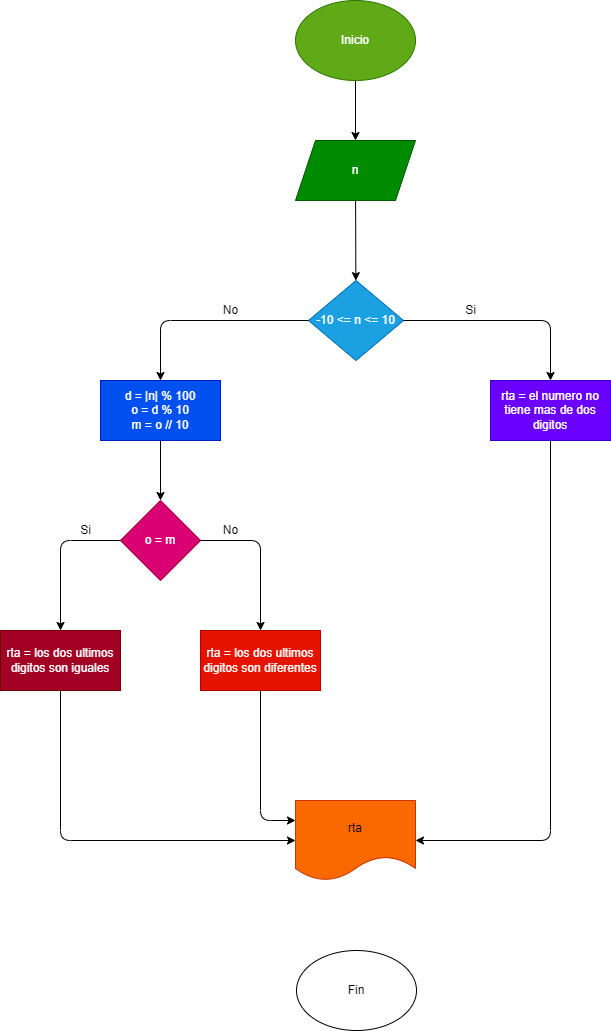 Inicio
n
-10 <= n <= 10
No
Si
d = |n| % 100
o = d % 10
m = o // 10
rta = el numero no
tiene mas de dos
digitos
o = m
Si
No
rta = los dos ultimos
digitos son iguales
rta = los dos ultimos
digitos son diferentes
rta
Fin